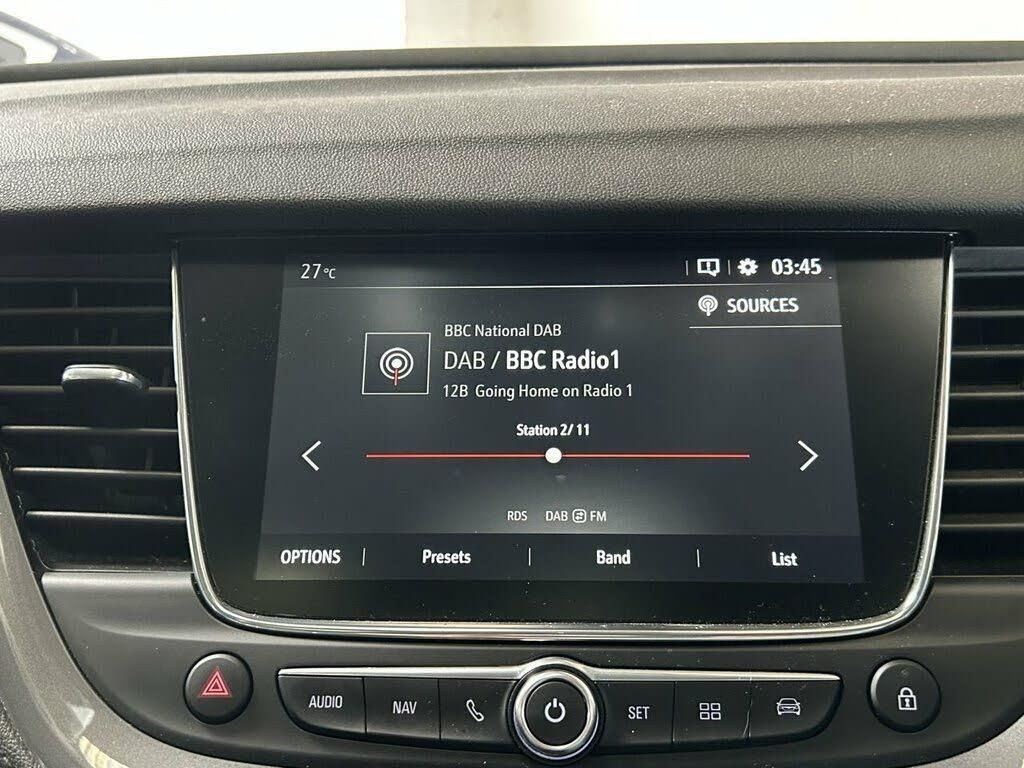 27°C
03:45
SOURCES
BBC National DAB
DAB / BBC Radio1
12B Going Home on Radio 1
Station 2/11
RDS DAB FM
OPTIONS Presets Band List
AUDIO NAV SET